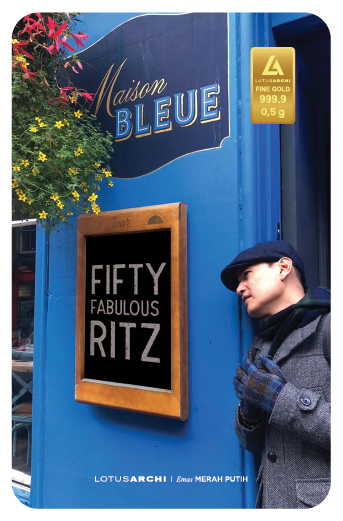 Maison
BLEUE
LOTUSARCHI
FINE GOLD
999.9
0,5 g
FIFTY
FABULOUS
RITZ
LOTUSARCHI | Emas MERAH PUTIH